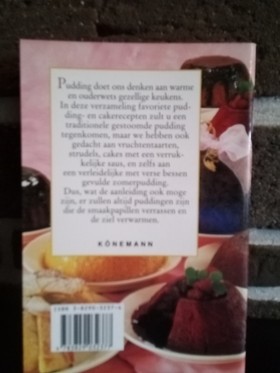 Pudding doet ons denken aan warme
en ouderwets gezellige keukens.
In deze verzameling favoriete pud-
ding- en cakerecepten zult u een
traditionele gestoomde pudding
tegenkomen, maar we hebben ook
gedacht aan vruchtentaarten,
strudels, cakes met een verruk-
kelijke saus, en zelfs aan
een verleidelijke met verse bessen
gevulde zomerpudding.
Dus, wat de aanleiding ook moge
zijn, er zullen altijd puddingen zijn
die de smaakpapillen verrassen en
de ziel verwarmen.
KÖNEMANN